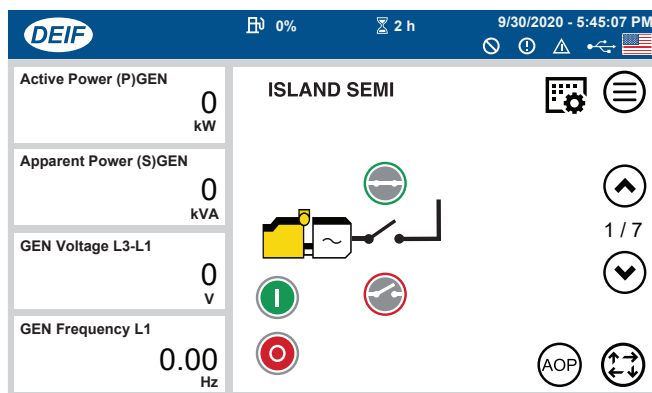 DEIF
0%
2 h
9/30/2020 - 5:45:07 PM
Active Power (P)GEN
0
kW
Apparent Power (S)GEN
0
kVA
GEN Voltage L3-L1
0
V
GEN Frequency L1
0.00
Hz
ISLAND SEMI
1 / 7
AOP